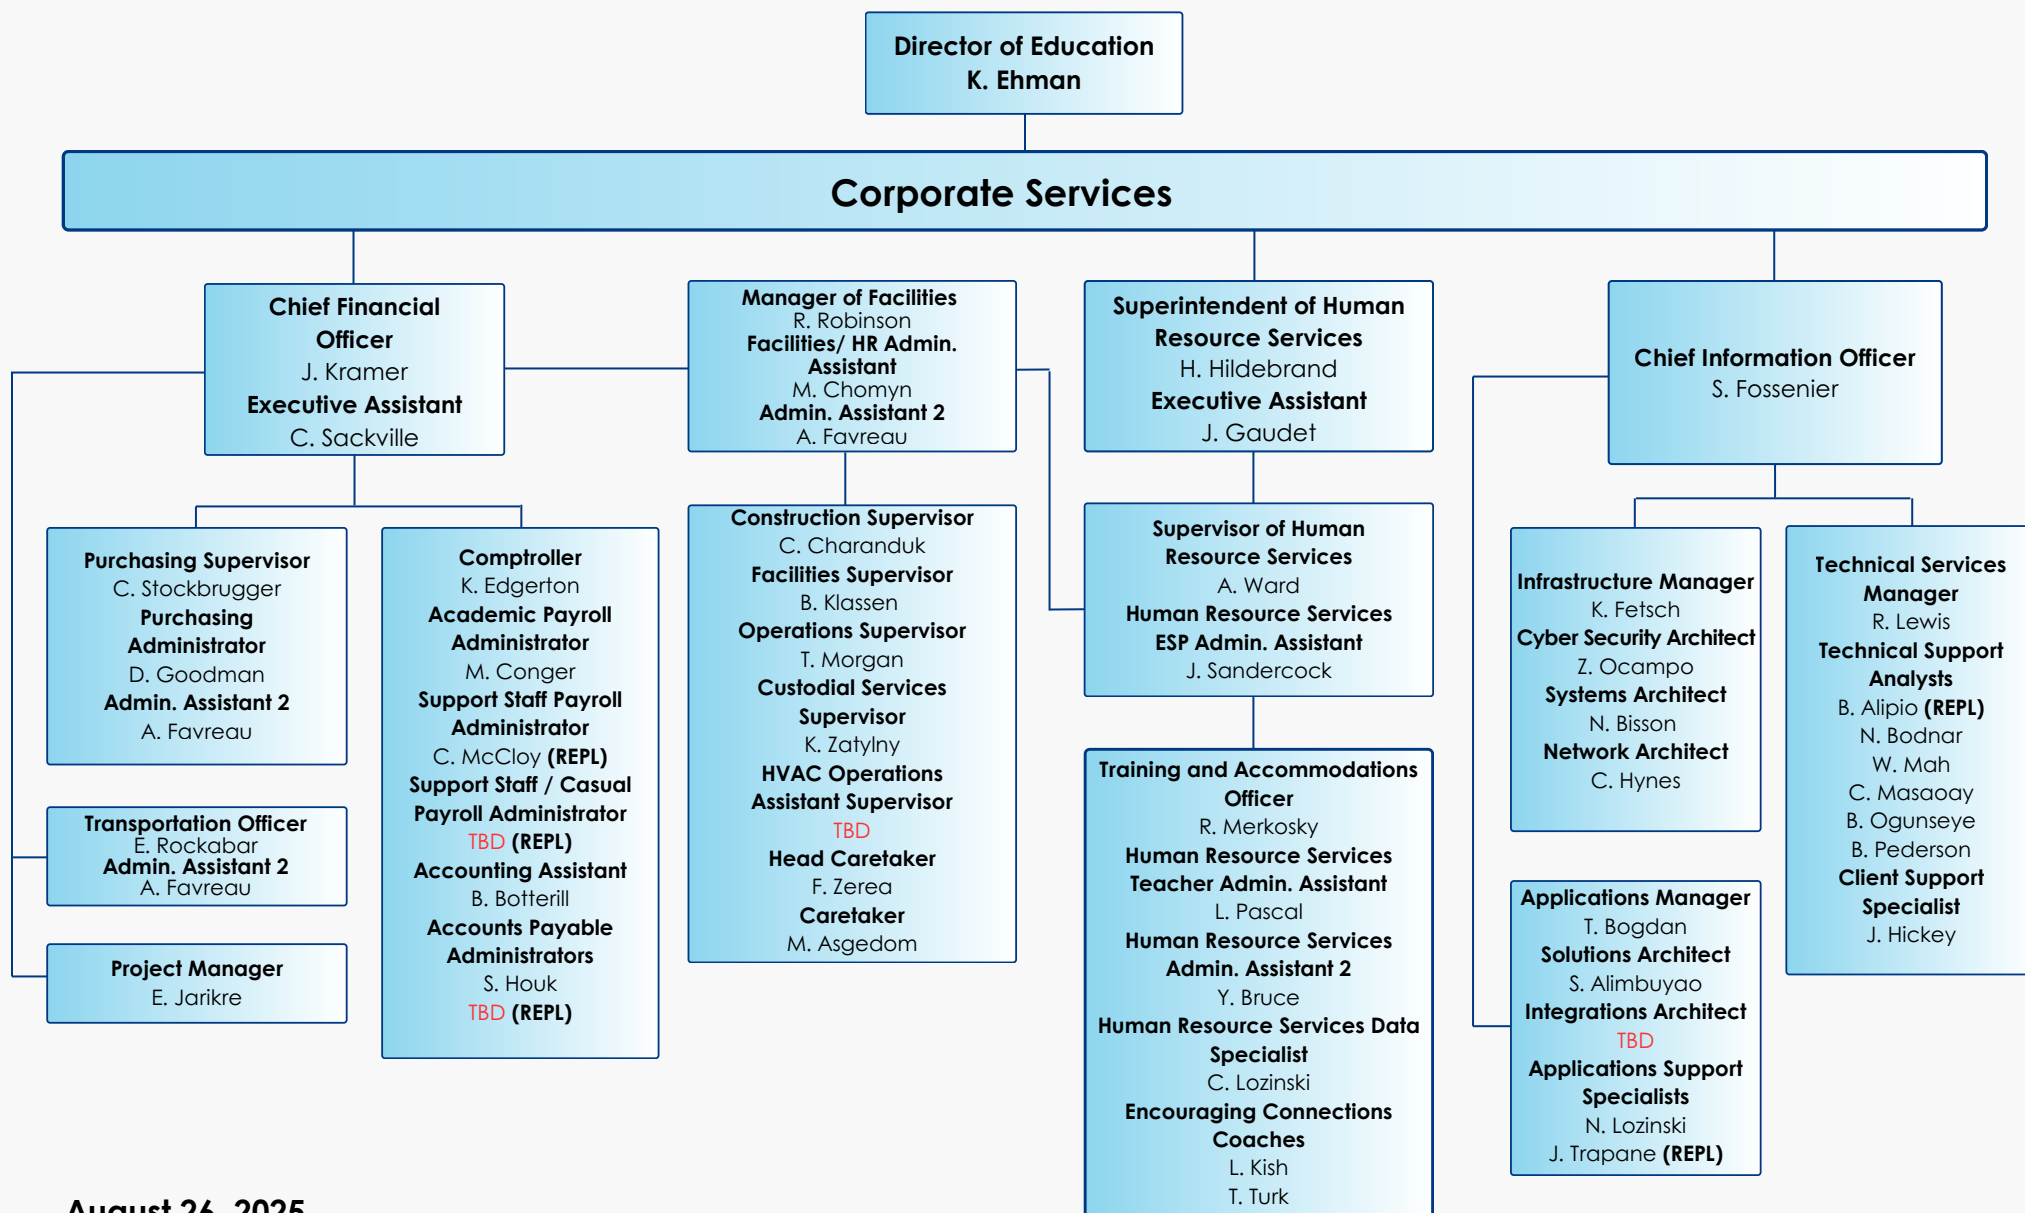 Director of Education
K. Ehman
Corporate Services
Chief Financial
Officer
J. Kramer
Executive Assistant
C. Sackville
Manager of Facilities
R. Robinson
Facilities/ HR Admin.
Assistant
M. Chomyn
Admin. Assistant 2
A. Favreau
Superintendent of Human
Resource Services
H. Hildebrand
Executive Assistant
J. Gaudet
Chief Information Officer
S. Fossenier
Purchasing Supervisor
C. Stockbrugger
Purchasing
Administrator
D. Goodman
Admin. Assistant 2
A. Favreau
Transportation Officer
E. Rockabar
Admin. Assistant 2
A. Favreau
Project Manager
E. Jarikre
Comptroller
K. Edgerton
Academic Payroll
Administrator
M. Conger
Support Staff Payroll
Administrator
C. McCloy (REPL)
Support Staff / Casual
Payroll Administrator
TBD (REPL)
Accounting Assistant
B. Botterill
Accounts Payable
Administrators
S. Houk
TBD (REPL)
Construction Supervisor
C. Charanduk
Facilities Supervisor
B. Klassen
Operations Supervisor
T. Morgan
Custodial Services
Supervisor
K. Zatylny
HVAC Operations
Assistant Supervisor
TBD
Head Caretaker
F. Zerea
Caretaker
M. Asgedom
Supervisor of Human
Resource Services
A. Ward
Human Resource Services
ESP Admin. Assistant
J. Sandercock
Training and Accommodations
Officer
R. Merkosky
Human Resource Services
Teacher Admin. Assistant
L. Pascal
Human Resource Services
Admin. Assistant 2
Y. Bruce
Human Resource Services Data
Specialist
C. Lozinski
Encouraging Connections
Coaches
L. Kish
T. Turk
Infrastructure Manager
K. Fetsch
Cyber Security Architect
Z. Ocampo
Systems Architect
N. Bisson
Network Architect
C. Hynes
Applications Manager
T. Bogdan
Solutions Architect
S. Alimbuyao
Integrations Architect
TBD
Applications Support
Specialists
N. Lozinski
J. Trapane (REPL)
Technical Services
Manager
R. Lewis
Technical Support
Analysts
B. Alipio (REPL)
N. Bodnar
W. Mah
C. Masaoay
B. Ogunseye
B. Pederson
Client Support
Specialist
J. Hickey
August 26, 2025